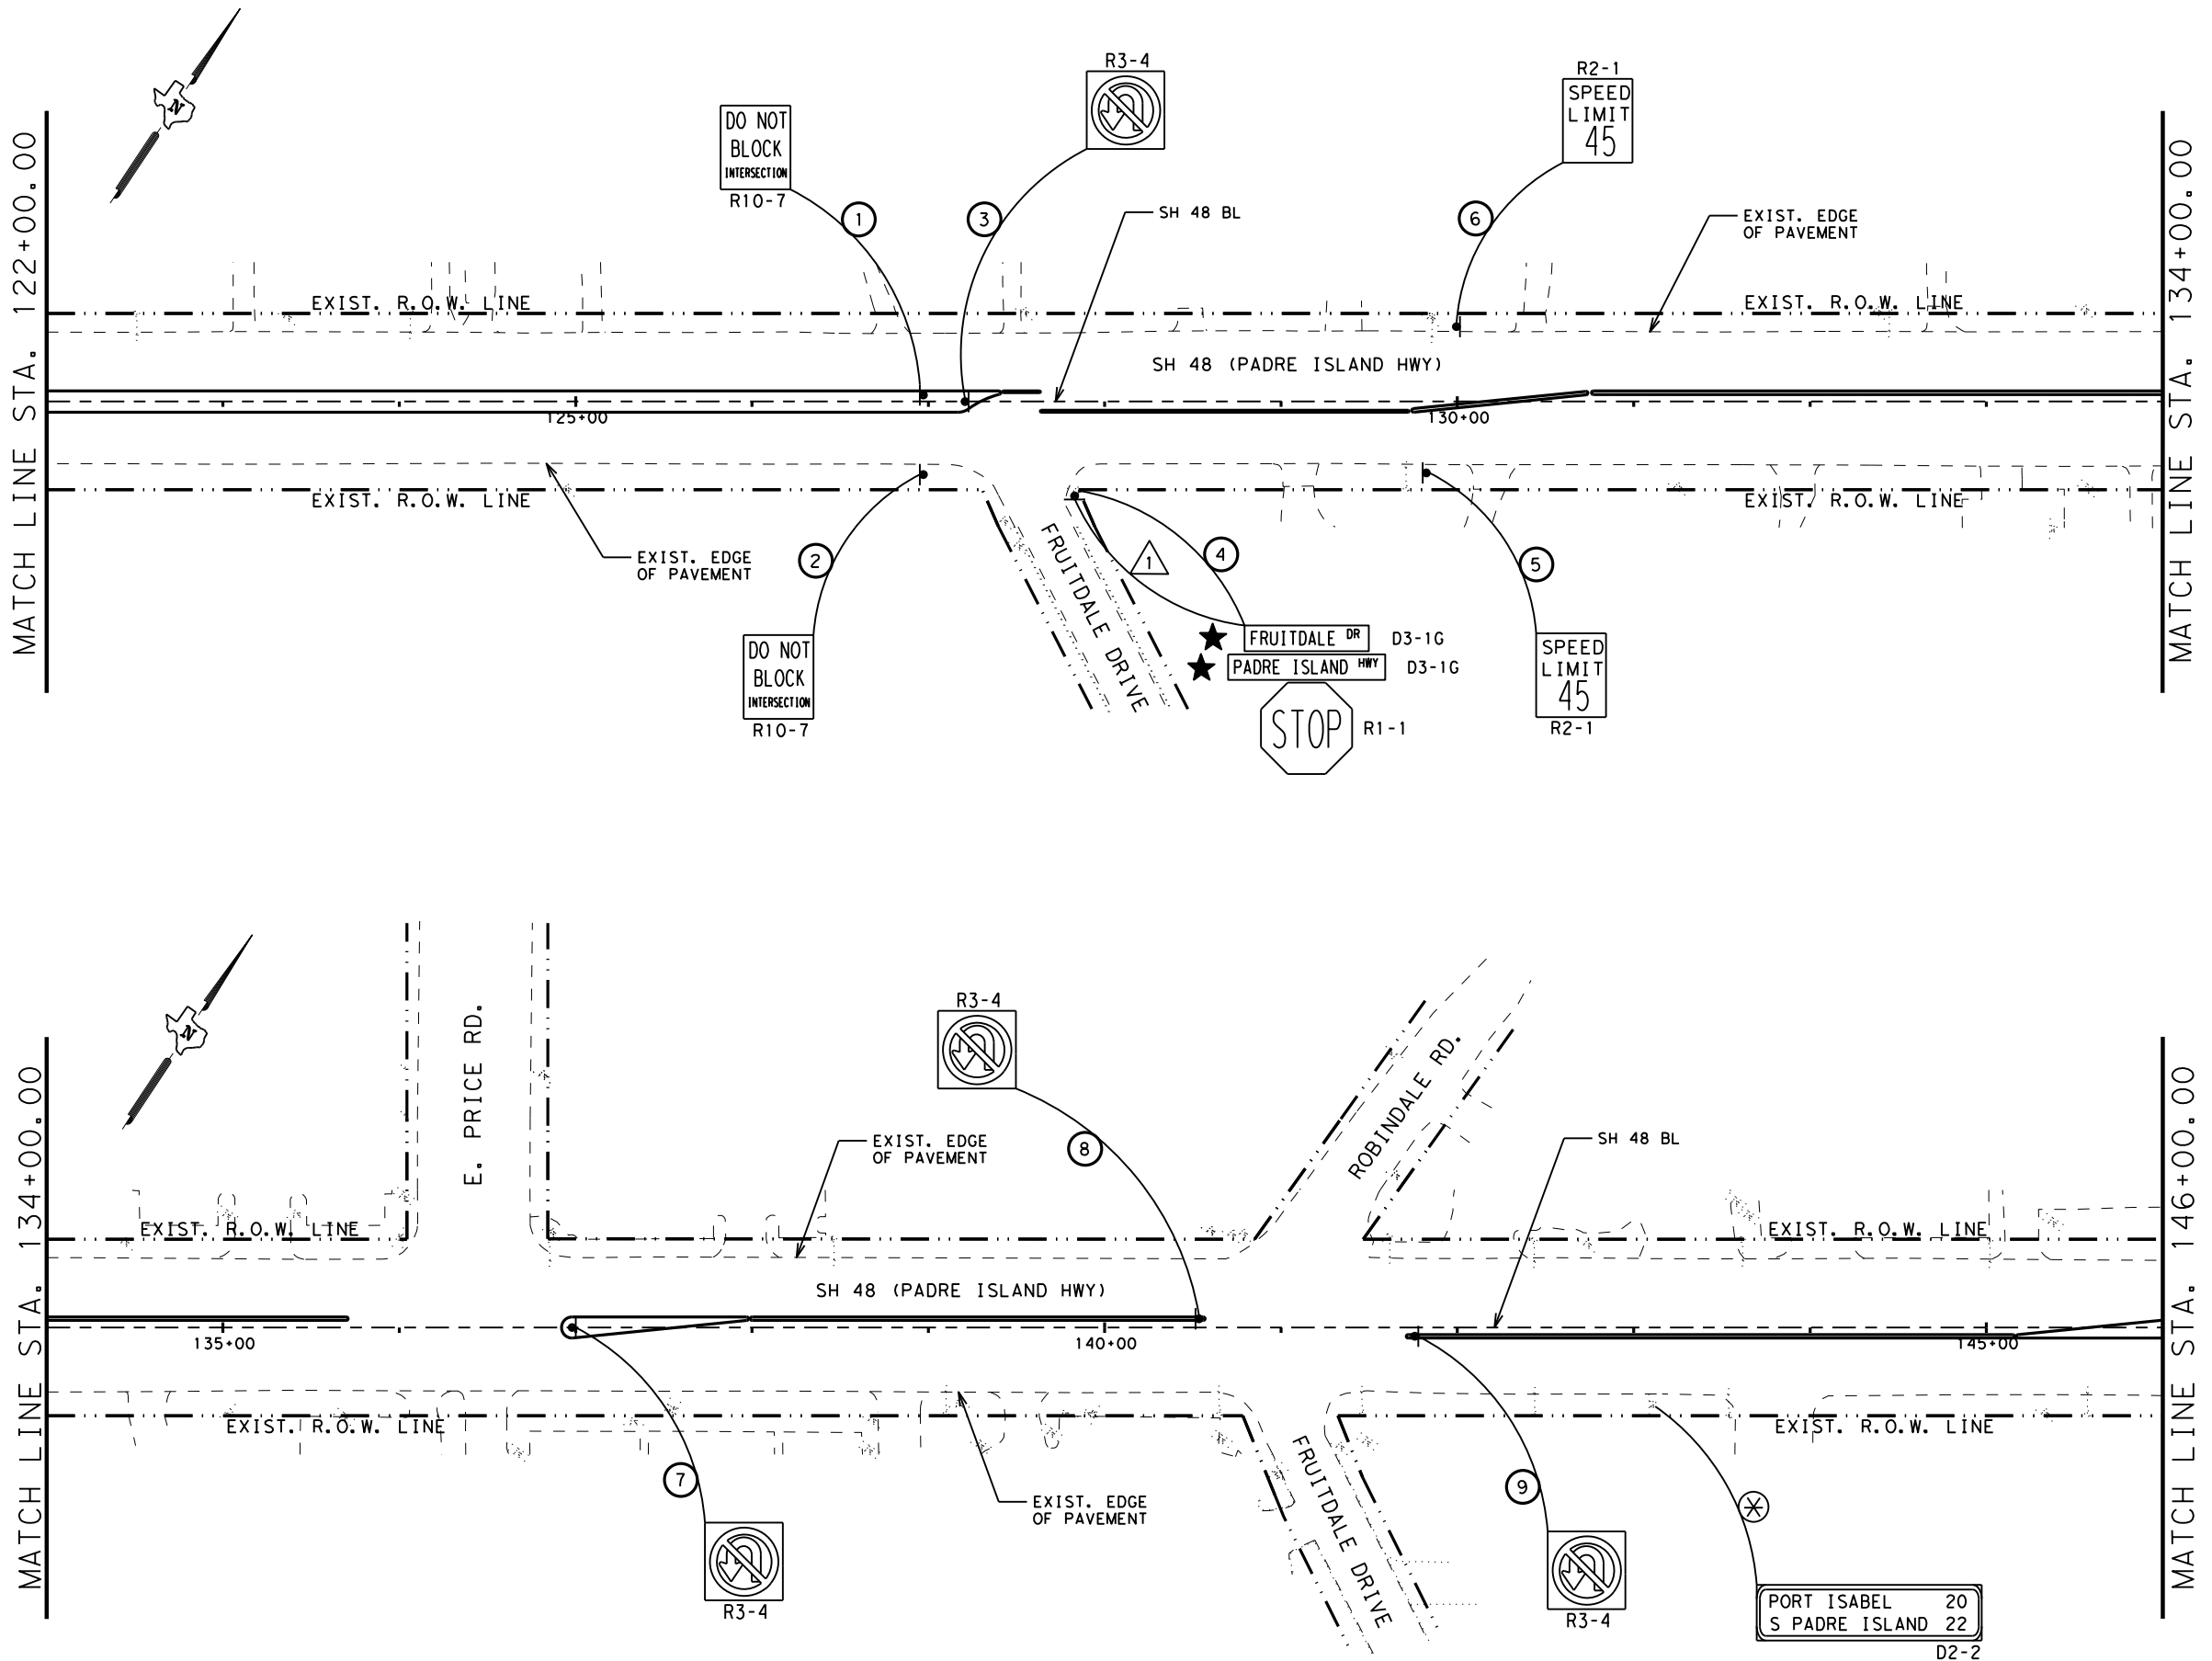 R3-4
R2-1
SPEED
LIMIT
45
DO NOT
BLOCK
INTERSECTION
R10-7
N
1
3
6
SH 48 BL
EXIST. EDGE
OF PAVEMENT
MATCH LINE STA. 122+00.00
MATCH LINE STA. 134+00.00
EXIST. R.O.W. LINE
EXIST. R.O.W. LINE
SH 48 (PADRE ISLAND HWY)
125+00
130+00
EXIST. R.O.W. LINE
EXIST. R.O.W. LINE
EXIST. EDGE
OF PAVEMENT
FRUITDALE DRIVE
2
1
4
5
FRUITDALE DR
D3-1G
PADRE ISLAND HWY
D3-1G
STOP
R1-1
DO NOT
BLOCK
INTERSECTION
R10-7
SPEED
LIMIT
45
R2-1
N
R3-4
E. PRICE RD.
ROBINDALE RD.
8
EXIST. EDGE
OF PAVEMENT
SH 48 BL
MATCH LINE STA. 134+00.00
MATCH LINE STA. 146+00.00
EXIST. R.O.W. LINE
EXIST. R.O.W. LINE
SH 48 (PADRE ISLAND HWY)
135+00
140+00
145+00
EXIST. R.O.W. LINE
EXIST. R.O.W. LINE
7
9
EXIST. EDGE
OF PAVEMENT
FRUITDALE DRIVE
R3-4
R3-4
PORT ISABEL 20
S PADRE ISLAND 22
D2-2